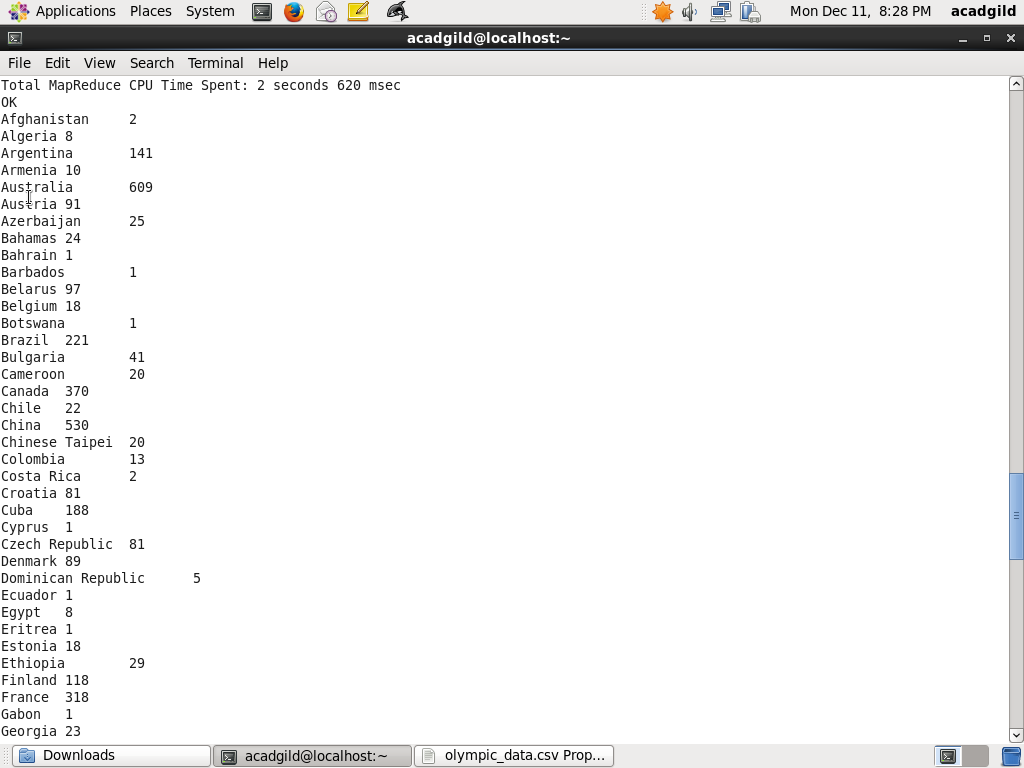 Applications Places System Mon Dec 11, 8:28 PM acadgild
acadgild@localhost:~
File Edit View Search Terminal Help
Total MapReduce CPU Time Spent: 2 seconds 620 msec
OK
Afghanistan 2
Algeria 8
Argentina 141
Armenia 10
Australia 609
Austria 91
Azerbaijan 25
Bahamas 24
Bahrain 1
Barbados 1
Belarus 97
Belgium 18
Botswana 1
Brazil 221
Bulgaria 41
Cameroon 20
Canada 370
Chile 22
China 530
Chinese Taipei 20
Colombia 13
Costa Rica 2
Croatia 81
Cuba 188
Cyprus 1
Czech Republic 81
Denmark 89
Dominican Republic 5
Ecuador 1
Egypt 8
Eritrea 1
Estonia 18
Ethiopia 29
Finland 118
France 318
Gabon 1
Georgia 23
Downloads acadgild@localhost:~ olympic_data.csv Prop...